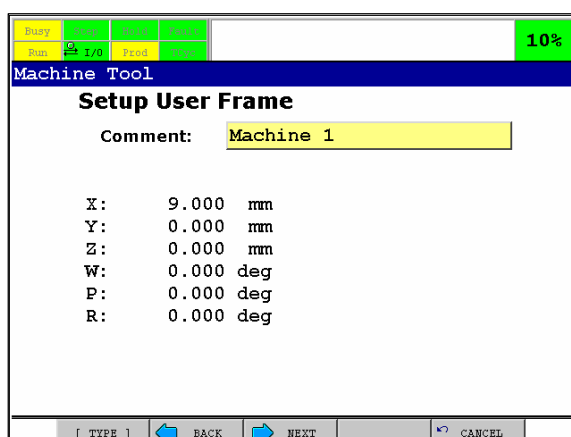 Busy Step Hold Fault
Run I/O Prod TCyc
10%
Machine Tool
Setup User Frame
Comment: Machine 1
X: 9.000 mm
Y: 0.000 mm
Z: 0.000 mm
W: 0.000 deg
P: 0.000 deg
R: 0.000 deg
[ TYPE ] BACK NEXT CANCEL